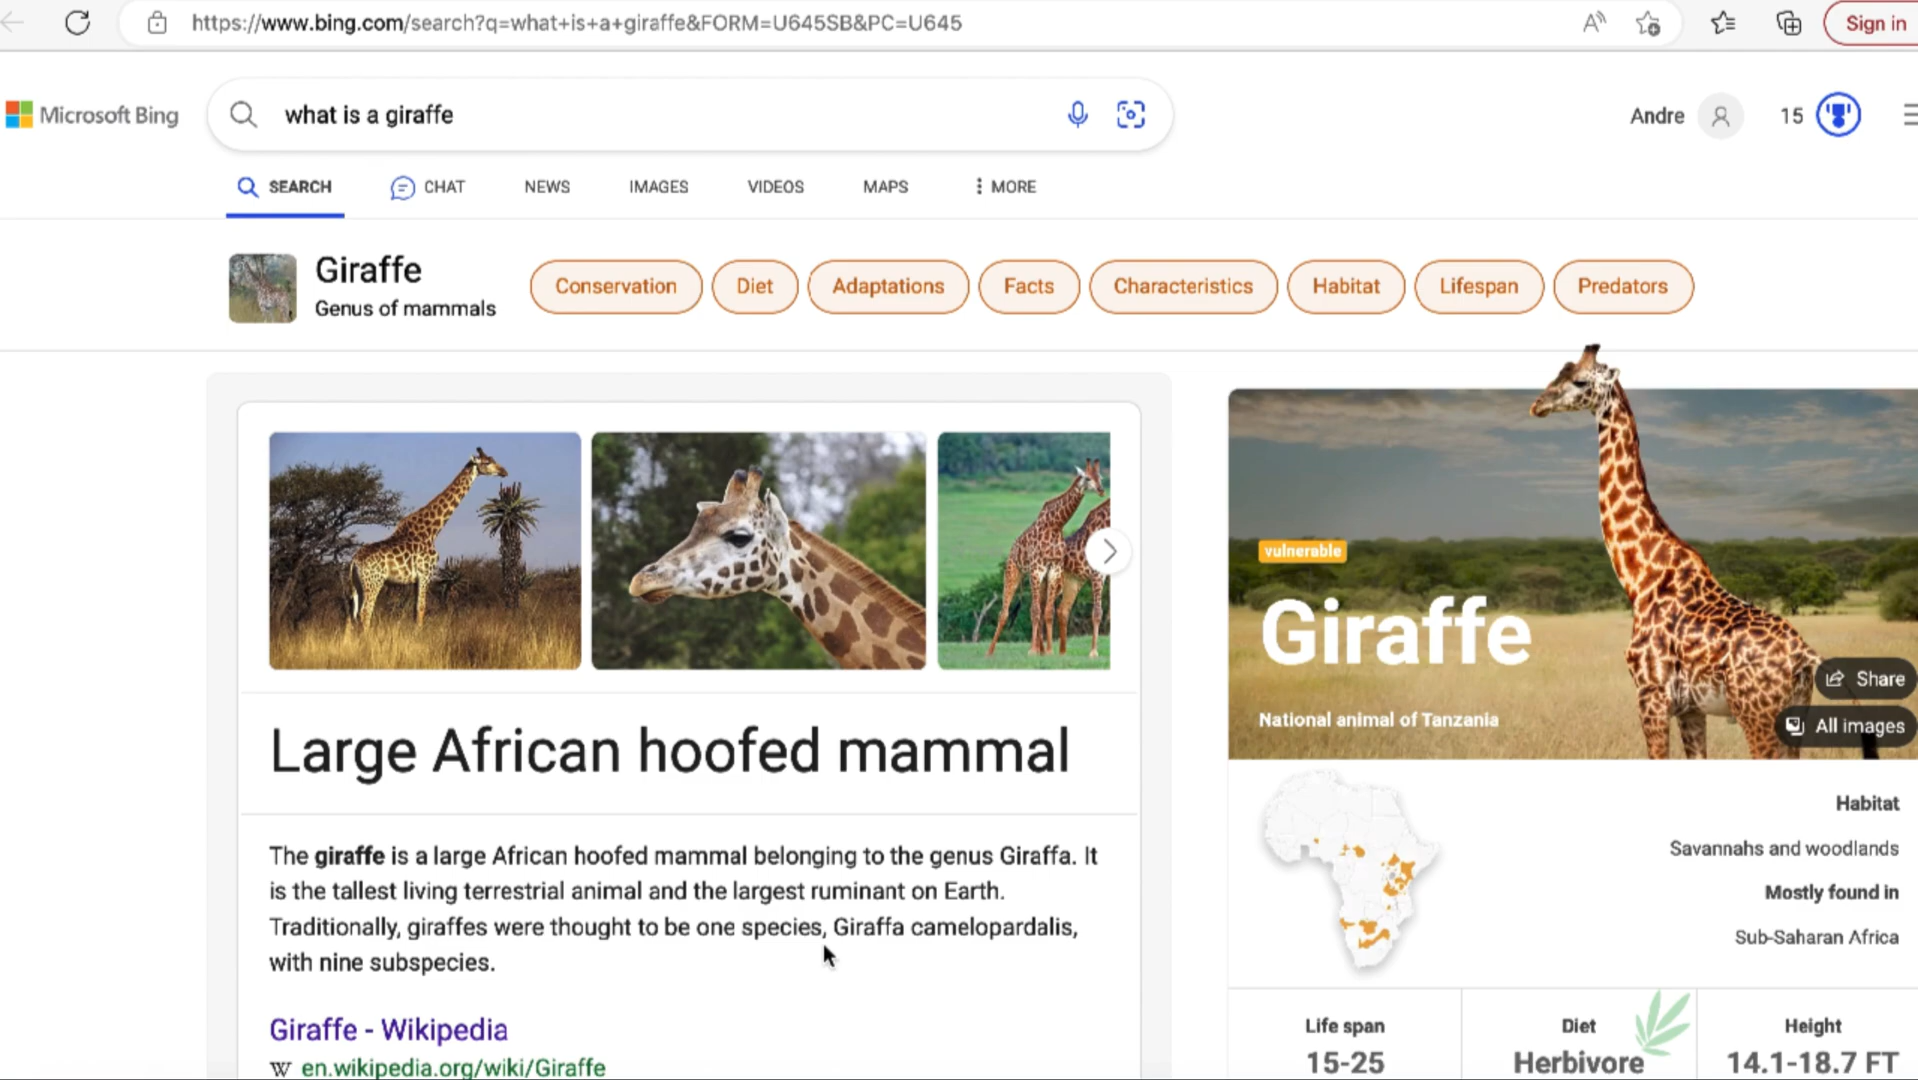 https://www.bing.com/search?q=what+is+a+giraffe&FORM=U645SB&PC=U645
Sign in
Microsoft Bing
what is a giraffe
Andre
15
SEARCH
CHAT
NEWS
IMAGES
VIDEOS
MAPS
MORE
Giraffe
Genus of mammals
Conservation
Diet
Adaptations
Facts
Characteristics
Habitat
Lifespan
Predators
Large African hoofed mammal
The giraffe is a large African hoofed mammal belonging to the genus Giraffa. It
is the tallest living terrestrial animal and the largest ruminant on Earth.
Traditionally, giraffes were thought to be one species, Giraffa camelopardalis,
with nine subspecies.
Giraffe - Wikipedia
W en.wikipedia.org/wiki/Giraffe
vulnerable
Giraffe
National animal of Tanzania
Share
All images
Habitat
Savannahs and woodlands
Mostly found in
Sub-Saharan Africa
Life span
15-25
Diet
Herbivore
Height
14.1-18.7 FT